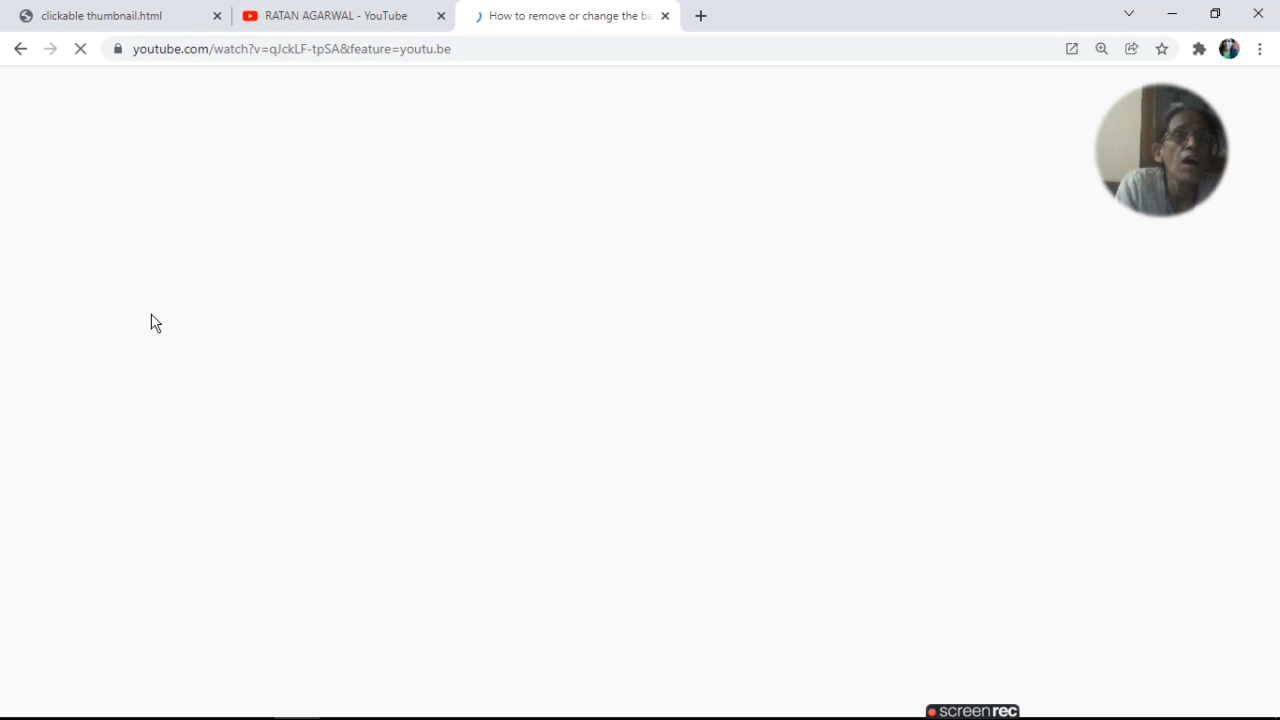 clickable thumbnail.html
RATAN AGARWAL - YouTube
How to remove or change the ba
youtube.com/watch?v=qJckLF-tpSA&feature=youtu.be
screenrec